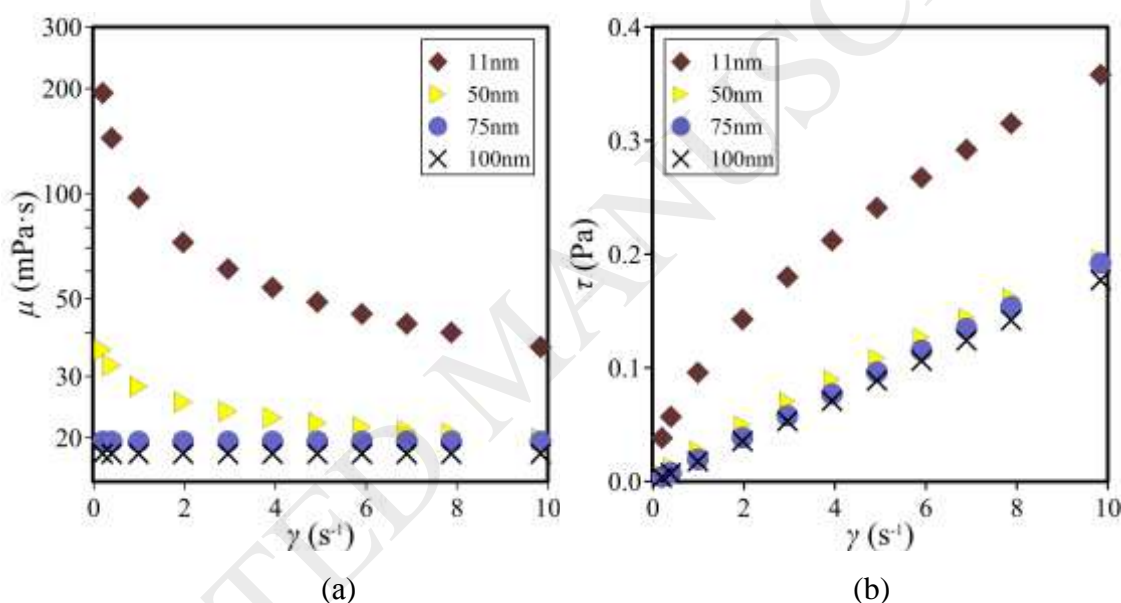 300
200
100
50
30
20
μ (mPa·s)
0 2 4 6 8 10
γ (s⁻¹)
11nm
50nm
75nm
100nm
(a)
0.4
0.3
0.2
0.1
0.0
τ (Pa)
0 2 4 6 8 10
γ (s⁻¹)
11nm
50nm
75nm
100nm
(b)
TED MANUSC